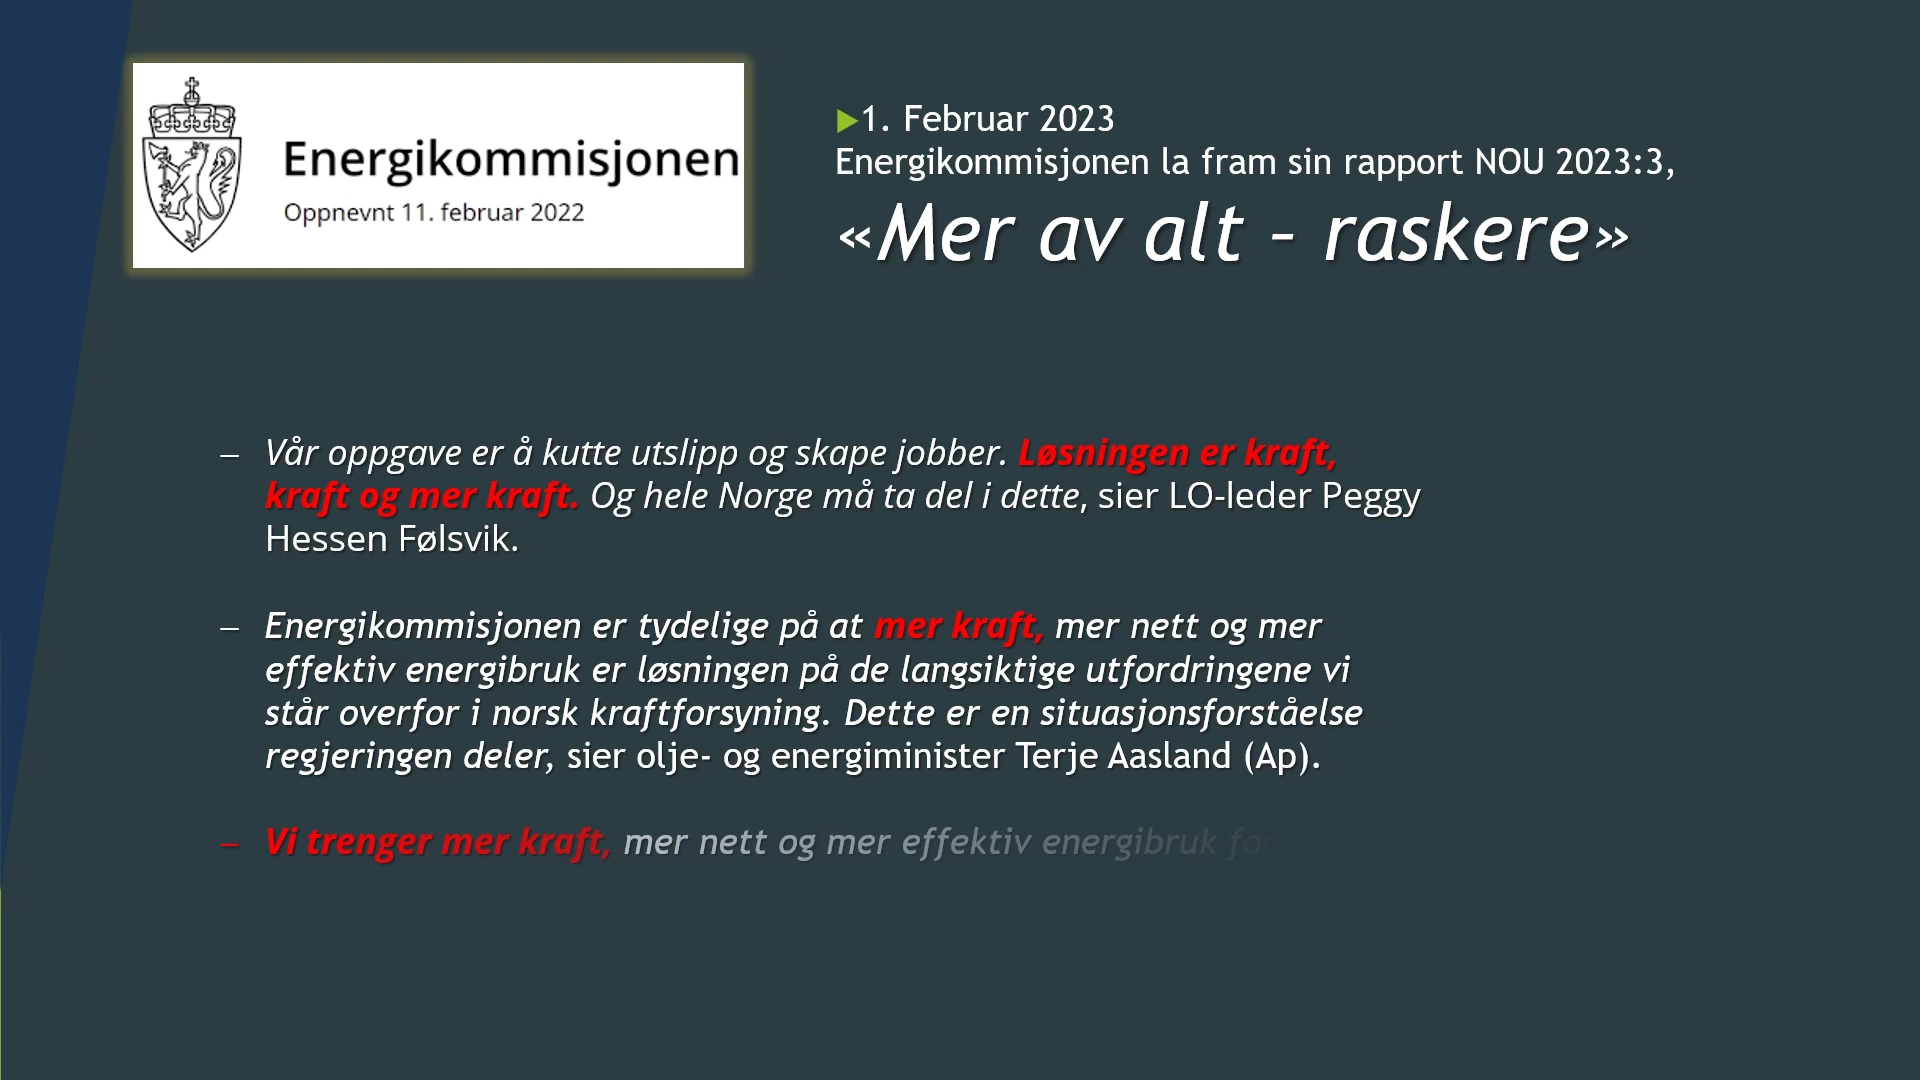 Energikommisjonen
Oppnevnt 11. februar 2022
1. Februar 2023
Energikommisjonen la fram sin rapport NOU 2023:3,
«Mer av alt – raskere»
– Vår oppgave er å kutte utslipp og skape jobber. Løsningen er kraft,
kraft og mer kraft. Og hele Norge må ta del i dette, sier LO-leder Peggy
Hessen Følsvik.
– Energikommisjonen er tydelige på at mer kraft, mer nett og mer
effektiv energibruk er løsningen på de langsiktige utfordringene vi
står overfor i norsk kraftforsyning. Dette er en situasjonsforståelse
regjeringen deler, sier olje- og energiminister Terje Aasland (Ap).
– Vi trenger mer kraft, mer nett og mer effektiv energibruk